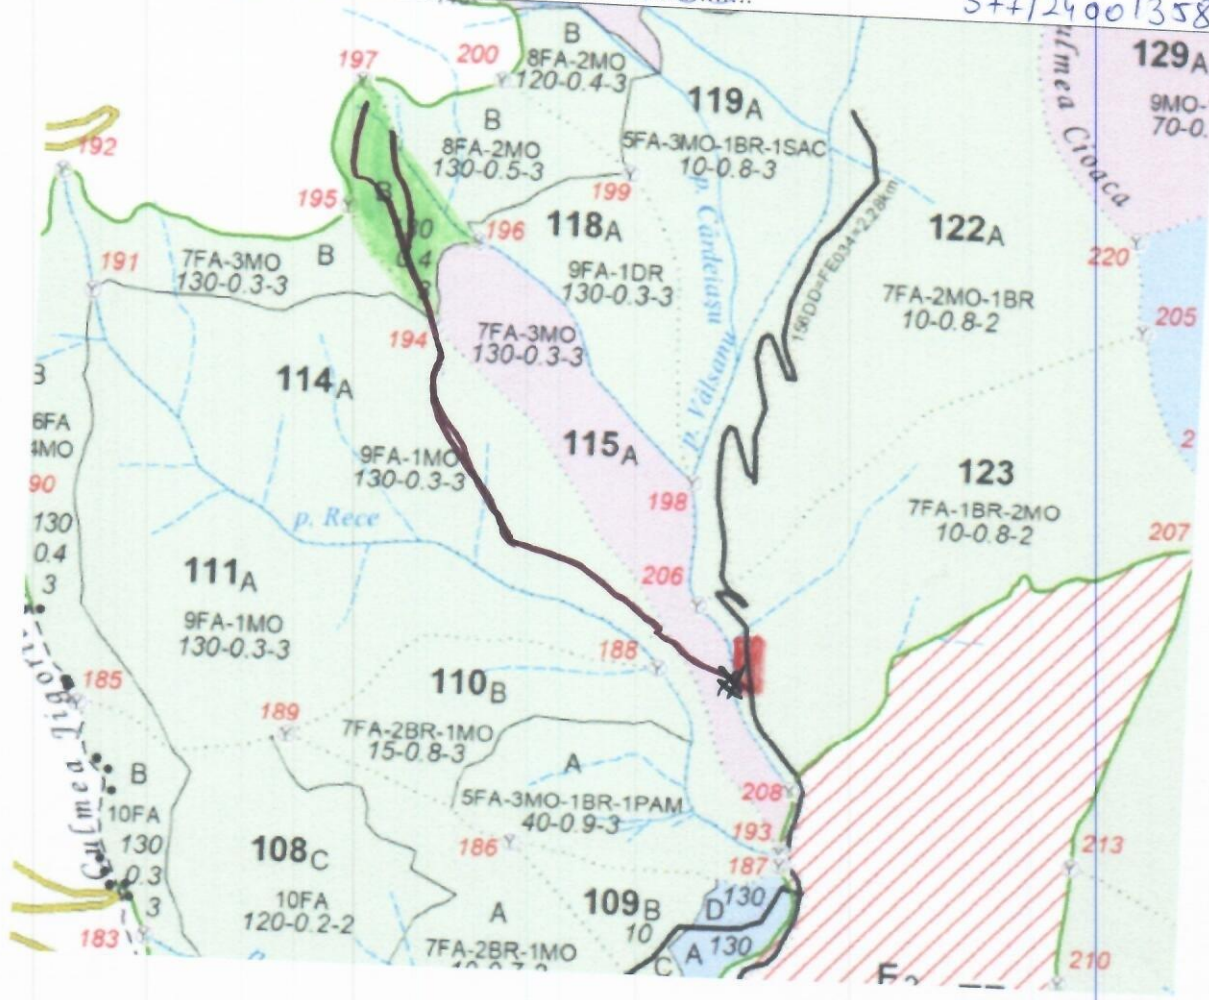 577/24001358
ulmea Cioaca
129A
9MO-
70-0.
197
200
B
8FA-2MO
120-0.4-3
119A
5FA-3MO-1BR-1SAC
10-0.8-3
192
B
8FA-2MO
130-0.5-3
199
195
B
196
118A
9FA-1DR
130-0.3-3
p. Cârdeiașu
156DD=FE034=2,28km
122A
7FA-2MO-1BR
10-0.8-2
220
205
191
7FA-3MO
130-0.3-3
B
0.4
3
194
7FA-3MO
130-0.3-3
114A
9FA-1MO
130-0.3-3
115A
p. Vâlsanu
B
6FA
4MO
90
130
0.4
3
198
2
123
7FA-1BR-2MO
10-0.8-2
207
p. Rece
206
111A
9FA-1MO
130-0.3-3
188
185
189
110B
7FA-2BR-1MO
15-0.8-3
A
5FA-3MO-1BR-1PAM
40-0.9-3
208
193
187
186
B
10FA
130
0.3
3
183
108C
10FA
120-0.2-2
A
7FA-2BR-1MO
109B
10
130
D
A
130
C
213
210